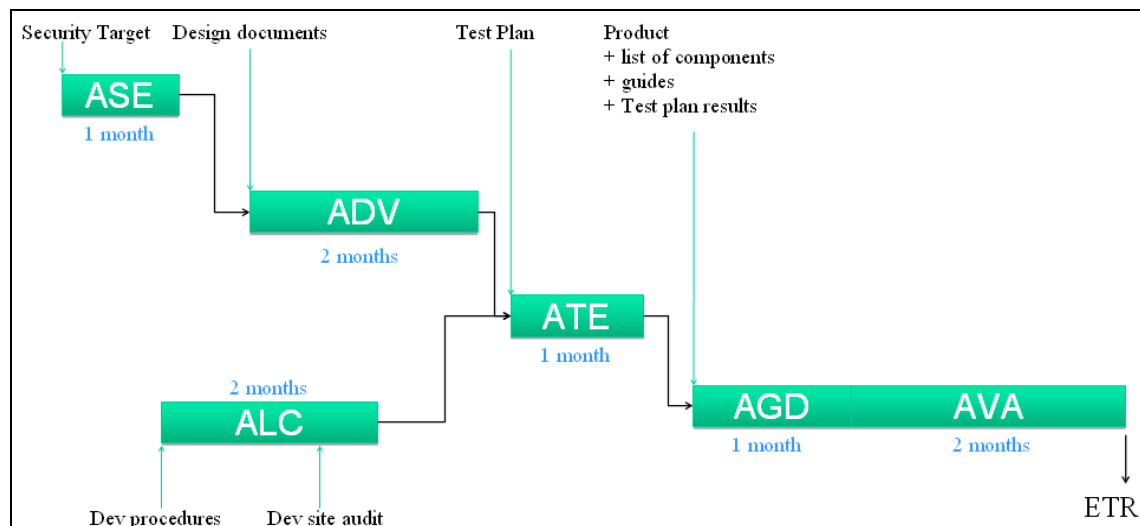 Security Target
Design documents
Test Plan
Product
+ list of components
+ guides
+ Test plan results
ASE
1 month
ADV
2 months
ATE
1 month
2 months
ALC
AGD
AVA
1 month
2 months
Dev procedures
Dev site audit
ETR